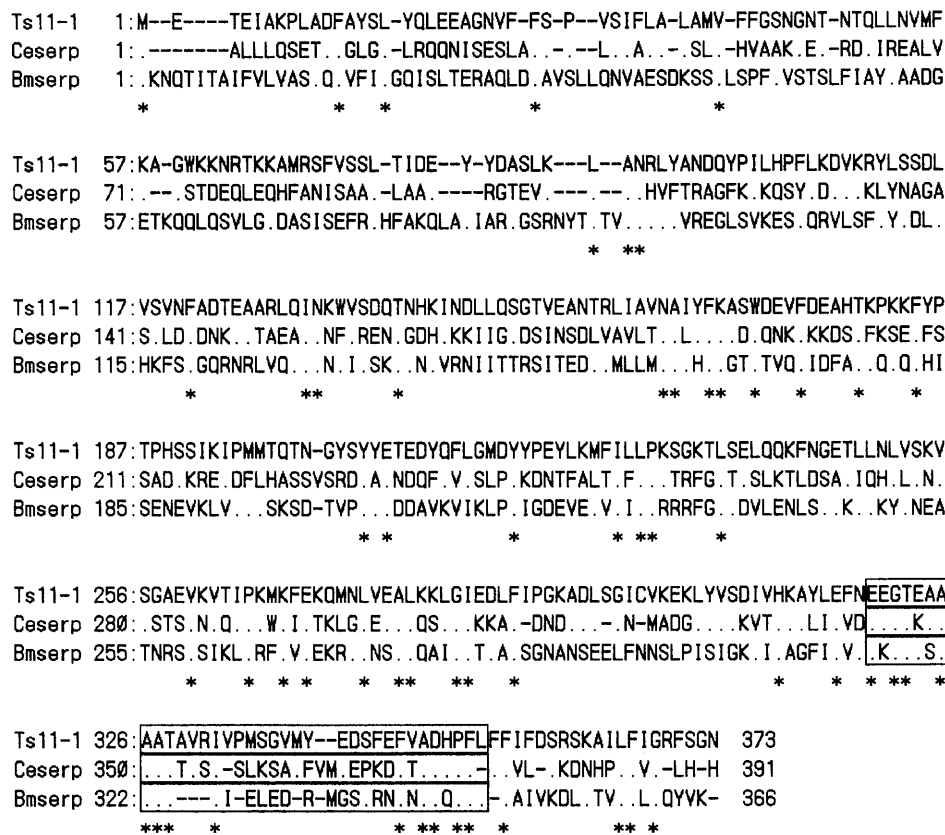 Ts11-1 1:M--E----TEIAKPLADFAYSL-YQLEEAGNVF-FS-P--VSIFLA-LAMV-FFGSNGNT-NTQLLNVMF
Ceserp 1:.-------ALLLQSET..GLG.-LRQQNISESLA..-.--L..A..-SL.-HVAAK.E.-RD.IREALV
Bmserp 1:.KNQTITAIFVLVAS.Q.VFI.GQISLTERAQLD.AVSLLQNVAESDKSS.LSPF.VSTSLFIAY.AADG
* * * * *
Ts11-1 57:KA-GWKKNRTKKAMRSFVSSL-TIDE--Y-YDASLK---L--ANRLYANDQYPILHPFLKDVKRYLSSDL
Ceserp 71:.--.STDEQLEQHFANISAA.-LAA.----RGTEV.---.--..HVFTRAGFK.KQSY.D...KLYNAGA
Bmserp 57:ETKQQLQSVLG.DASISEFR.HFAKQLA.IAR.GSRNYT.TV.....VREGLSVKES.QRVLSF.Y.DL.
* **
Ts11-1 117:VSVNFADTEAARLQINKWVSDQTNHKINDLLQSGTVEANTRLIAVNAIYFKASWDEVFDEAHTKPKKFYP
Ceserp 141:S.LD.DNK..TAEA..NF.REN.GDH.KKIIG.DSINSDLVAVLT..L....D.QNK.KKDS.FKSE.FS
Bmserp 115:HKFS.GQRNRLVQ...N.I.SK..N.VRNIITTRSITED..MLLM...H..GT.TVQ.IDFA..Q.Q.HI
* ** * ** ** * * * *
Ts11-1 187:TPHSSIKIPMMTQTN-GYSYYETEDYQFLGMDYYPEYLKMFILLPKSGKTLSELQQKFNGETLLNLVSKV
Ceserp 211:SAD.KRE.DFLHASSVSRD.A.NDQF.V.SLP.KDNTFALT.F...TRFG.T.SLKTLDSA.IQH.L.N.
Bmserp 185:SENEVKLV...SKSD-TVP...DDAVKVIKLP.IGDEVE.V.I..RRRFG..DVLENLS..K..KY.NEA
* * * * ** *
Ts11-1 256:SGAEVKVTIPKMKFEKQMNLVEALKKLGIEDLFIPGKADLSGICVKEKLYVSDIVHKAYLEFNEEGTEAA
Ceserp 280:.STS.N.Q...W.I.TKLG.E...QS...KKA.-DND...-.N-MADG....KVT...LI.VD....K..
Bmserp 255:TNRS.SIKL.RF.V.EKR..NS..QAI..T.A.SGNANSEELFNNSLPISIGK.I.AGFI.V..K...S.
* * * * * ** ** * * * * ** *
Ts11-1 326:AATAVRIVPMSGVMY--EDSFEFVADHPFLFFIFDSRSKAILFIGRFSGN 373
Ceserp 350:...T.S.-SLKSA.FVM.EPKD.T.....-..VL-.KDNHP..V.-LH-H 391
Bmserp 322:...---.I-ELED-R-MGS.RN.N..Q...-.AIVKDL.TV..L.QYVK- 366
*** * * ** ** * ** *